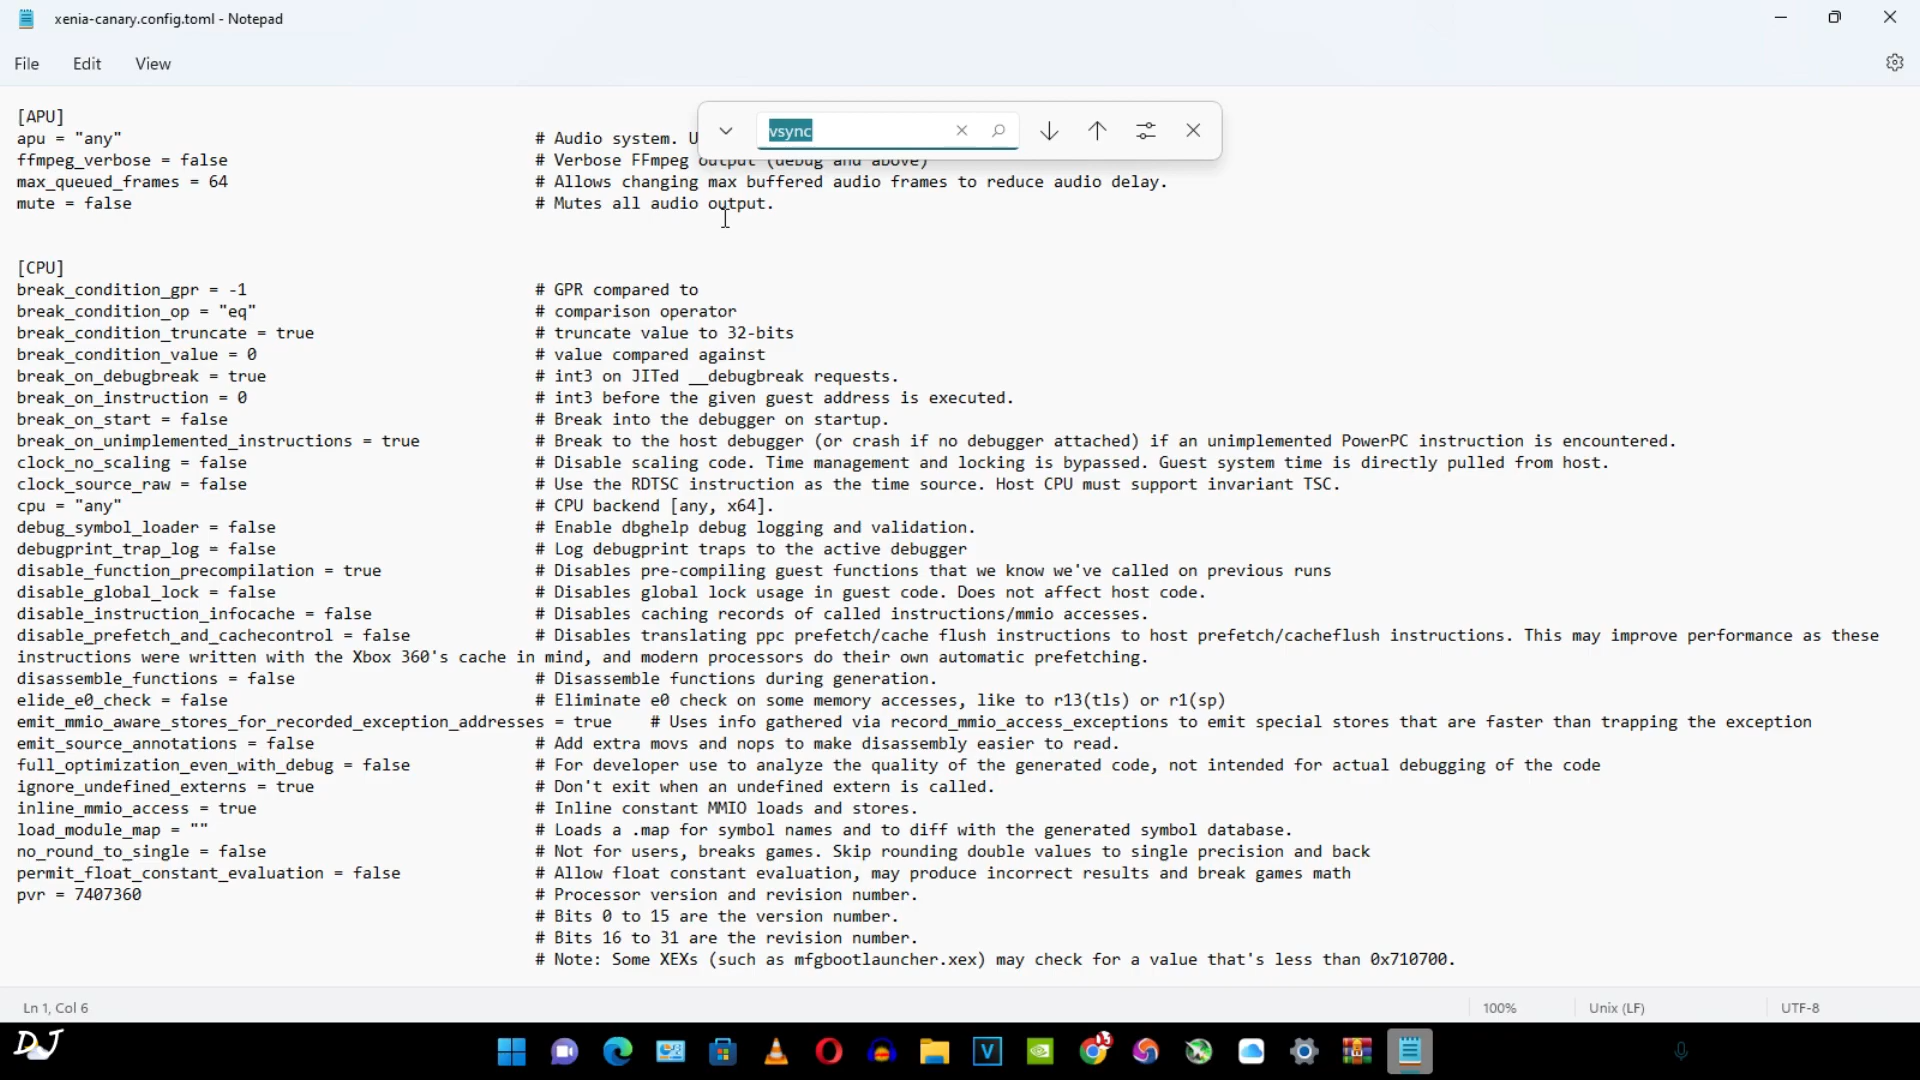 xenia-canary.config.toml - Notepad
File Edit View
[APU]
vsync
apu = "any" # Audio system. U
ffmpeg_verbose = false # Verbose FFmpeg output (debug and above)
max_queued_frames = 64 # Allows changing max buffered audio frames to reduce audio delay.
mute = false # Mutes all audio output.
[CPU]
break_condition_gpr = -1 # GPR compared to
break_condition_op = "eq" # comparison operator
break_condition_truncate = true # truncate value to 32-bits
break_condition_value = 0 # value compared against
break_on_debugbreak = true # int3 on JITed __debugbreak requests.
break_on_instruction = 0 # int3 before the given guest address is executed.
break_on_start = false # Break into the debugger on startup.
break_on_unimplemented_instructions = true # Break to the host debugger (or crash if no debugger attached) if an unimplemented PowerPC instruction is encountered.
clock_no_scaling = false # Disable scaling code. Time management and locking is bypassed. Guest system time is directly pulled from host.
clock_source_raw = false # Use the RDTSC instruction as the time source. Host CPU must support invariant TSC.
cpu = "any" # CPU backend [any, x64].
debug_symbol_loader = false # Enable dbghelp debug logging and validation.
debugprint_trap_log = false # Log debugprint traps to the active debugger
disable_function_precompilation = true # Disables pre-compiling guest functions that we know we've called on previous runs
disable_global_lock = false # Disables global lock usage in guest code. Does not affect host code.
disable_instruction_infocache = false # Disables caching records of called instructions/mmio accesses.
disable_prefetch_and_cachecontrol = false # Disables translating ppc prefetch/cache flush instructions to host prefetch/cacheflush instructions. This may improve performance as these
instructions were written with the Xbox 360's cache in mind, and modern processors do their own automatic prefetching.
disassemble_functions = false # Disassemble functions during generation.
elide_e0_check = false # Eliminate e0 check on some memory accesses, like to r13(tls) or r1(sp)
emit_mmio_aware_stores_for_recorded_exception_addresses = true # Uses info gathered via record_mmio_access_exceptions to emit special stores that are faster than trapping the exception
emit_source_annotations = false # Add extra movs and nops to make disassembly easier to read.
full_optimization_even_with_debug = false # For developer use to analyze the quality of the generated code, not intended for actual debugging of the code
ignore_undefined_externs = true # Don't exit when an undefined extern is called.
inline_mmio_access = true # Inline constant MMIO loads and stores.
load_module_map = "" # Loads a .map for symbol names and to diff with the generated symbol database.
no_round_to_single = false # Not for users, breaks games. Skip rounding double values to single precision and back
permit_float_constant_evaluation = false # Allow float constant evaluation, may produce incorrect results and break games math
pvr = 7407360 # Processor version and revision number.
# Bits 0 to 15 are the version number.
# Bits 16 to 31 are the revision number.
# Note: Some XEXs (such as mfgbootlauncher.xex) may check for a value that's less than 0x710700.
Ln 1, Col 6 100% Unix (LF) UTF-8
DJ